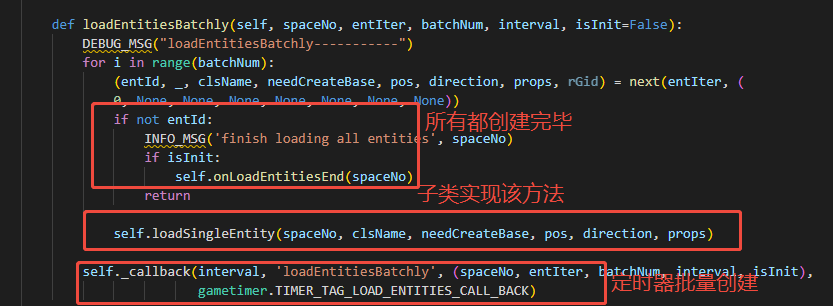 def loadEntitiesBatchly(self, spaceNo, entIter, batchNum, interval, isInit=False):
DEBUG_MSG("loadEntitiesBatchly-----------")
for i in range(batchNum):
(entId, _, clsName, needCreateBase, pos, direction, props, rGid) = next(entIter, (
0, None, None, None, None, None, None, None))
if not entId: 所有都创建完毕
INFO_MSG('finish loading all entities', spaceNo)
if isInit:
self.onLoadEntitiesEnd(spaceNo)
return 子类实现该方法
self.loadSingleEntity(spaceNo, clsName, needCreateBase, pos, direction, props)
self._callback(interval, 'loadEntitiesBatchly', (spaceNo, entIter, batchNum, interval, isInit),
定时器批量创建
gametimer.TIMER_TAG_LOAD_ENTITIES_CALL_BACK)